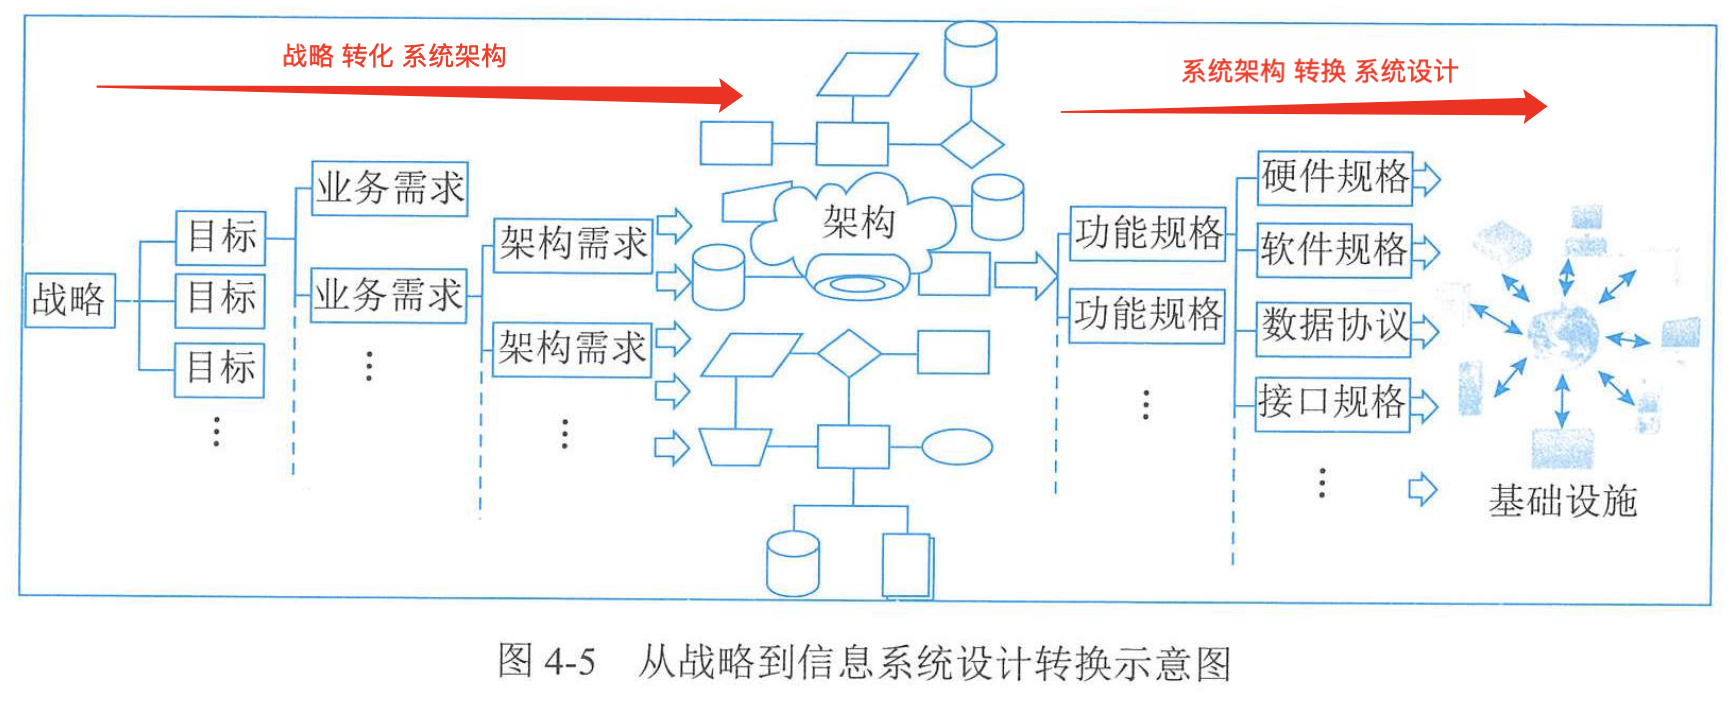 战略 转化 系统架构
系统架构 转换 系统设计
战略
目标
目标
目标
⋮
业务需求
业务需求
⋮
架构需求
架构需求
⋮
架构
功能规格
功能规格
⋮
硬件规格
软件规格
数据协议
接口规格
⋮
基础设施
图 4-5 从战略到信息系统设计转换示意图